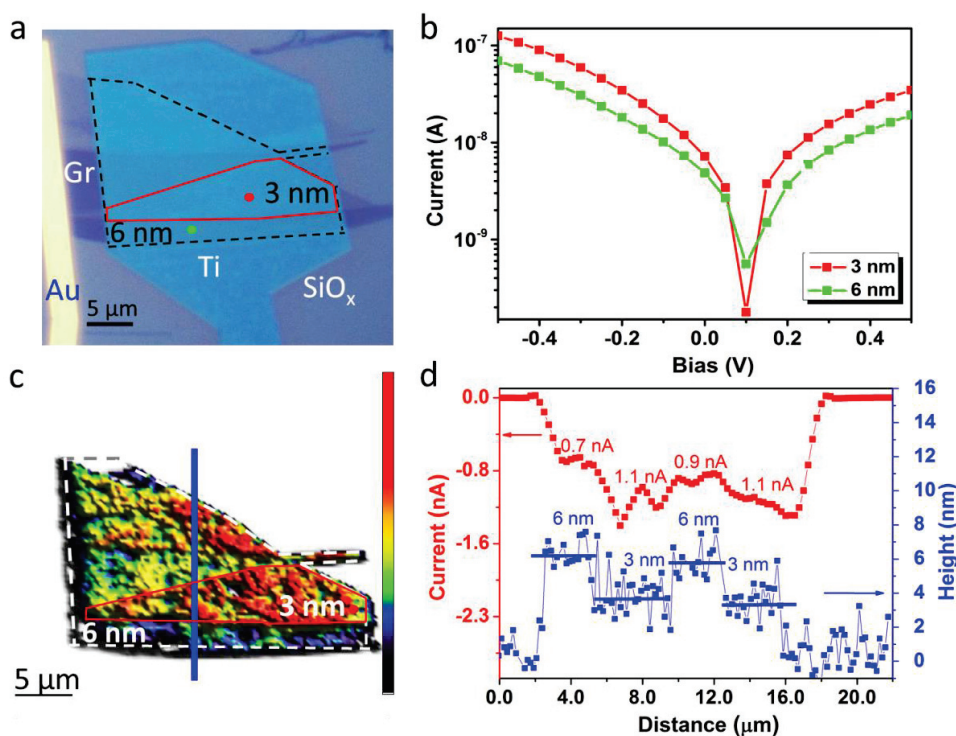 a
Gr
3 nm
6 nm
Ti
SiOx
Au
5 μm
b
Current (A)
10⁻⁷
10⁻⁸
10⁻⁹
3 nm
6 nm
-0.4
-0.2
0.0
0.2
0.4
Bias (V)
c
3 nm
6 nm
5 μm
d
Current (nA)
0.0
-0.8
-1.6
-2.3
0.7 nA
1.1 nA
0.9 nA
1.1 nA
6 nm
3 nm
6 nm
3 nm
16
14
12
10
8
6
4
2
0
Height (nm)
0.0
4.0
8.0
12.0
16.0
20.0
Distance (μm)